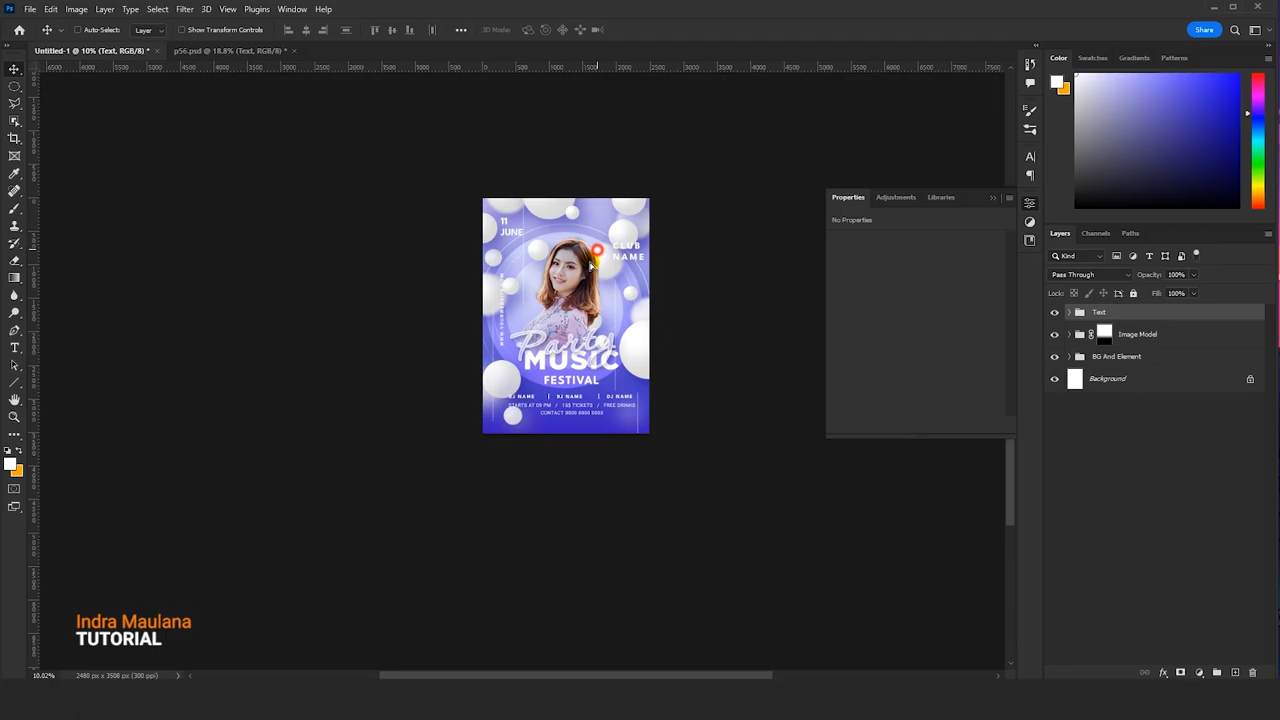 File Edit Image Layer Type Select Filter 3D View Plugins Window Help
Auto-Select: Layer Show Transform Controls 3D Mode: Share
Untitled-1 @ 10% (Text, RGB/8) * p56.psd @ 18.8% (Text, RGB/8) *
Color Swatches Gradients Patterns
Properties Adjustments Libraries
No Properties
Layers Channels Paths
Kind
Pass Through Opacity: 100%
Lock: Fill: 100%
Text
Image Model
BG And Element
Background
11
JUNE
CLUB
NAME
Party
MUSIC
FESTIVAL
DJ NAME DJ NAME DJ NAME
STARTS AT 09 PM / 15$ TICKETS / FREE DRINKS
CONTACT 9800 0900 0000
Indra Maulana
TUTORIAL
10.02% 2480 px x 3508 px (300 ppi)